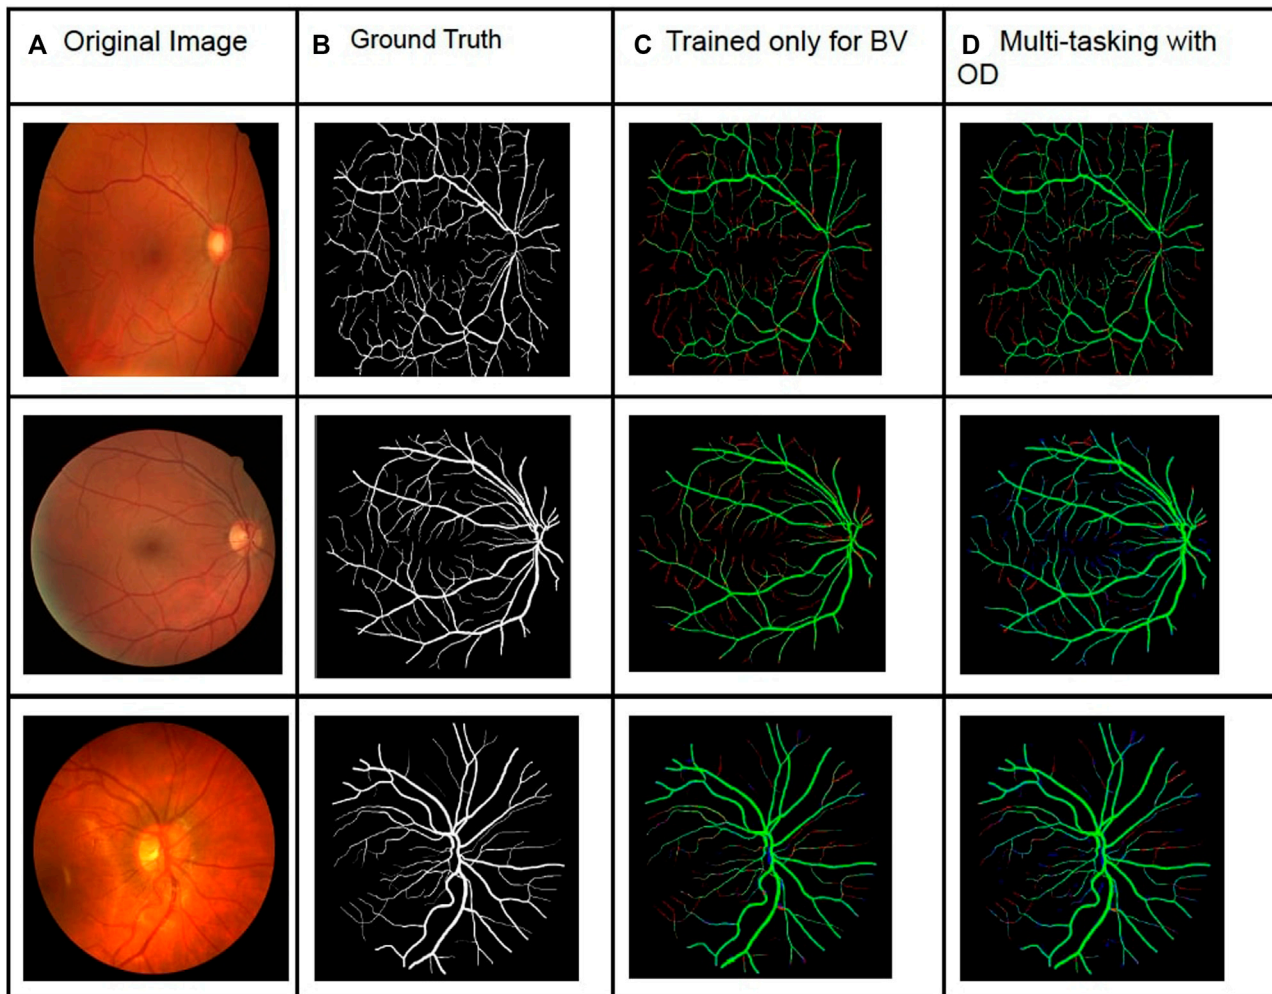 A Original Image
B Ground Truth
C Trained only for BV
D Multi-tasking with
OD